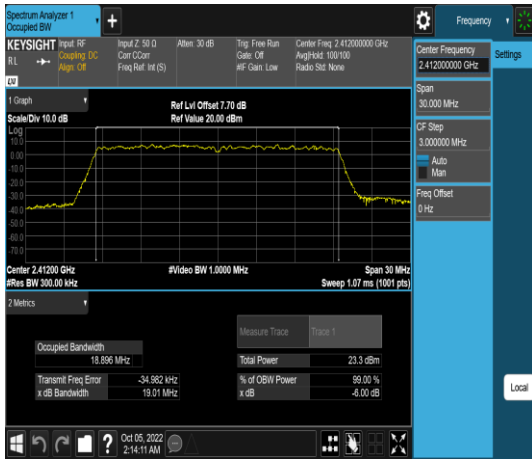 Spectrum Analyzer 1
Occupied BW
Frequency
KEYSIGHT
Input: RF
Coupling: DC
Align: Off
Input Z: 50 Ω
Corr CCorr
Freq Ref: Int (S)
Atten: 30 dB
Trig: Free Run
Gate: Off
#IF Gain: Low
Center Freq: 2.412000000 GHz
Avg|Hold: 100/100
Radio Std: None
R L
LXI
1 Graph
Scale/Div 10.0 dB
Ref Lvl Offset 7.70 dB
Ref Value 20.00 dBm
Log
10.0
0.00
-10.0
-20.0
-30.0
-40.0
-50.0
-60.0
-70.0
Center 2.41200 GHz
#Res BW 300.00 kHz
#Video BW 1.0000 MHz
Span 30 MHz
Sweep 1.07 ms (1001 pts)
2 Metrics
Measure Trace
Trace 1
Occupied Bandwidth
18.896 MHz
Total Power
23.3 dBm
Transmit Freq Error
-34.982 kHz
% of OBW Power
99.00 %
x dB Bandwidth
19.01 MHz
x dB
-6.00 dB
Oct 05, 2022
2:14:11 AM
Center Frequency
2.412000000 GHz
Settings
Span
30.000 MHz
CF Step
3.000000 MHz
Auto
Man
Freq Offset
0 Hz
Local